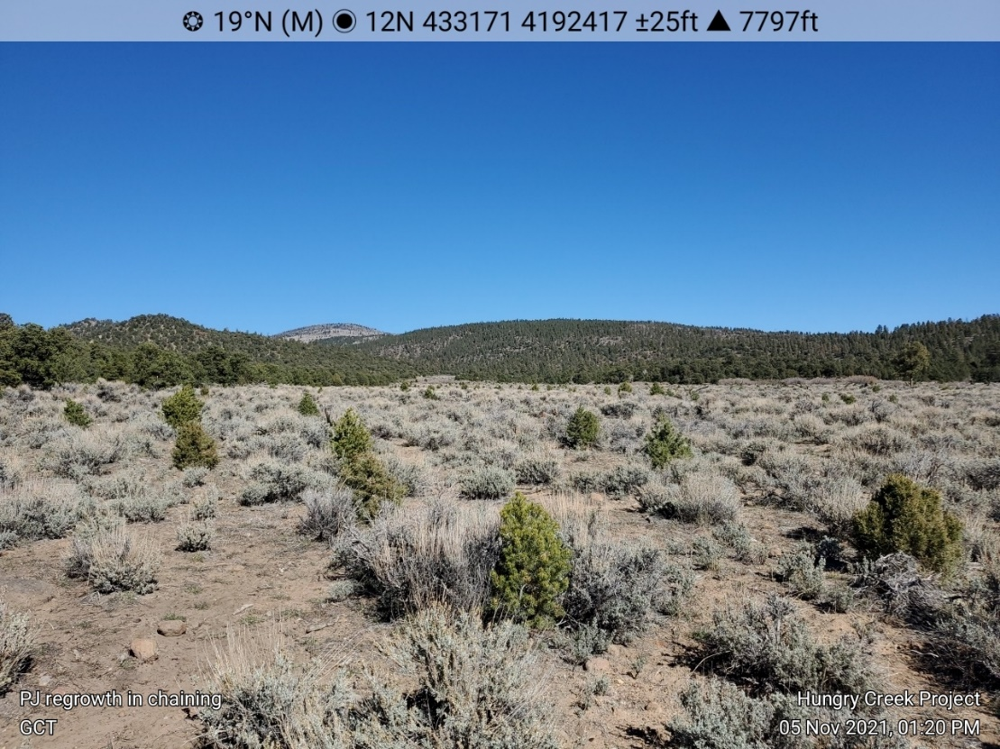 19°N (M) 12N 433171 4192417 ±25ft ▲ 7797ft
PJ regrowth in chaining
GCT
Hungry Creek Project
05 Nov 2021, 01:20 PM